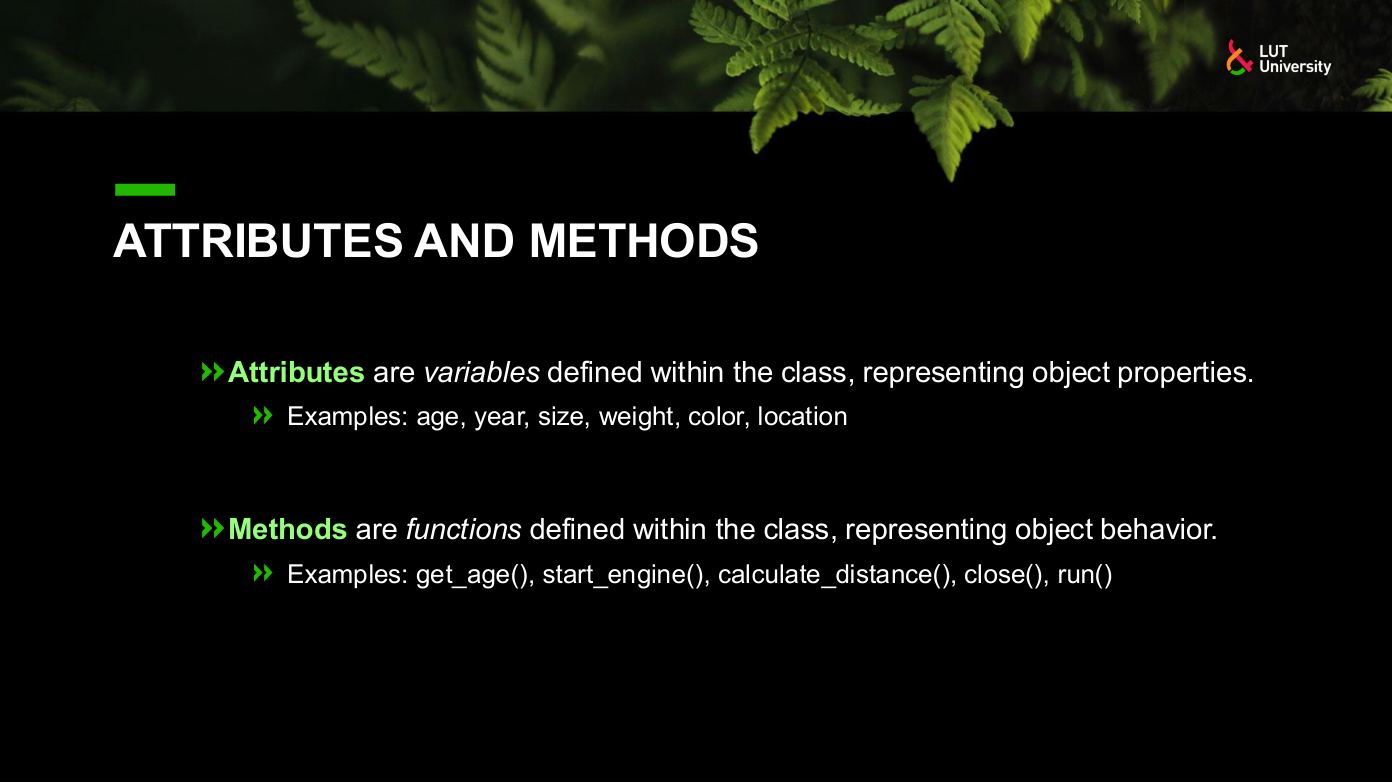 LUT
University
ATTRIBUTES AND METHODS
Attributes are variables defined within the class, representing object properties.
Examples: age, year, size, weight, color, location
Methods are functions defined within the class, representing object behavior.
Examples: get_age(), start_engine(), calculate_distance(), close(), run()